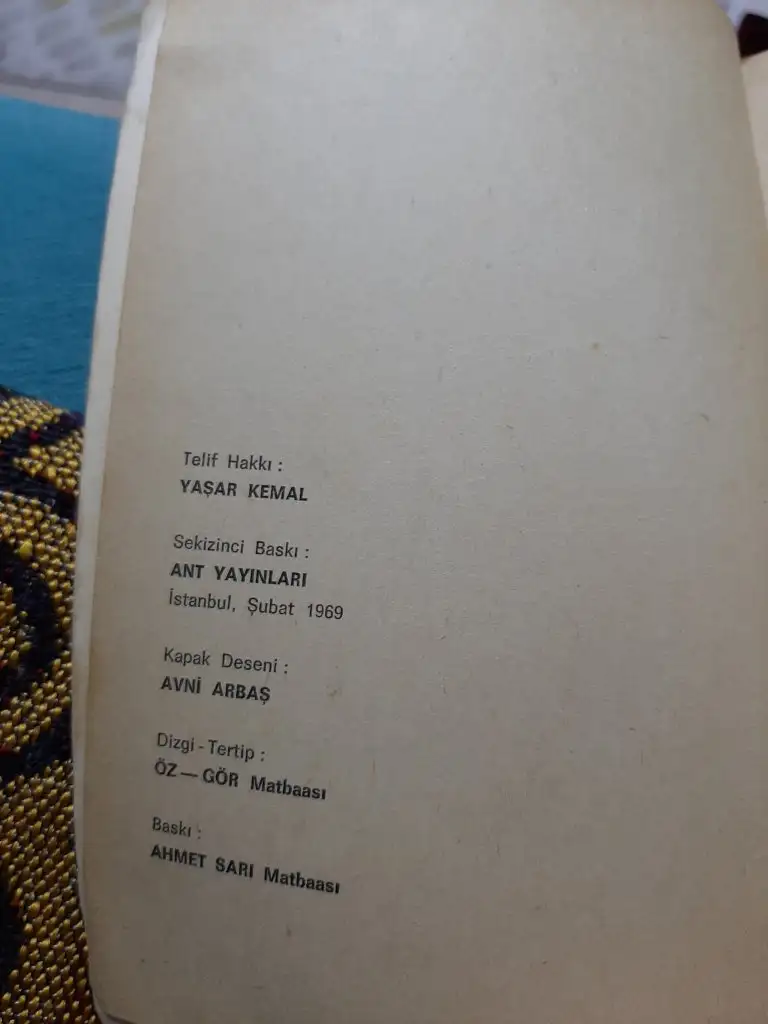 Telif Hakkı :
YAŞAR KEMAL
Sekizinci Baskı :
ANT YAYINLARI
İstanbul, Şubat 1969
Kapak Deseni :
AVNİ ARBAŞ
Dizgi - Tertip :
ÖZ — GÖR Matbaası
Baskı :
AHMET SARI Matbaası